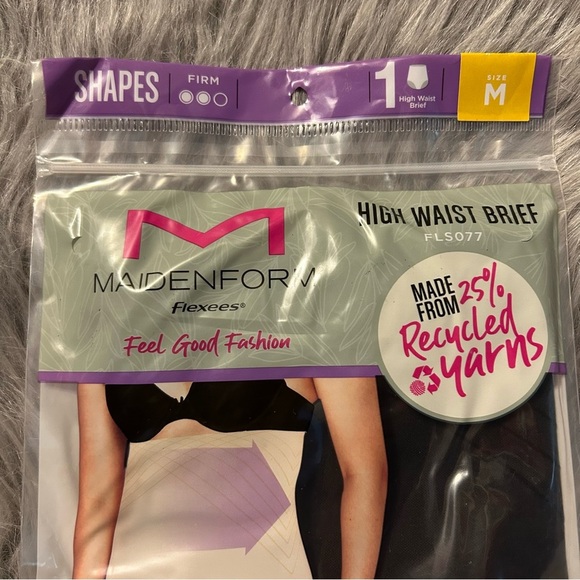 SHAPES
FIRM
1
High Waist
Brief
SIZE
M
HIGH WAIST BRIEF
FLS077
M
MAIDENFORM
flexees®
Feel Good Fashion
MADE
FROM 25%
Recycled
yarns